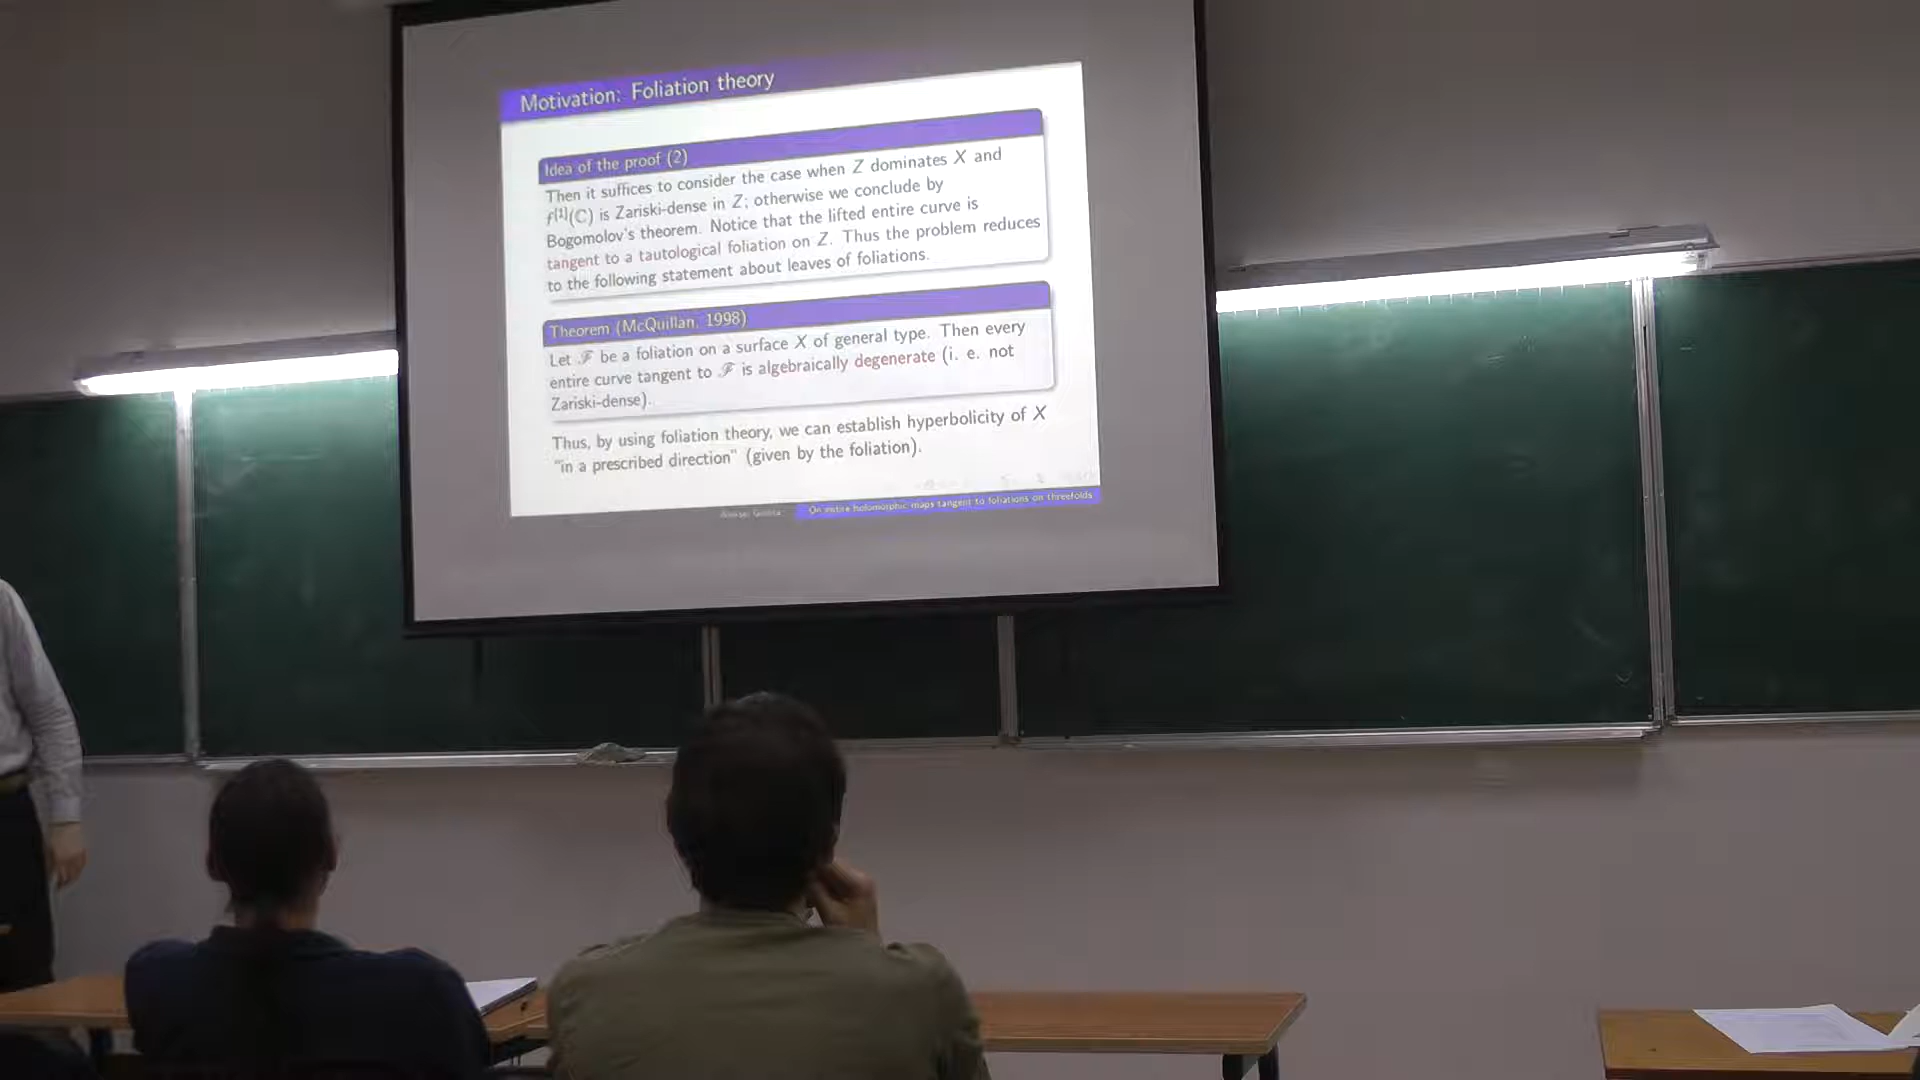 Motivation: Foliation theory
Idea of the proof (2)
Then it suffices to consider the case when Z dominates X and
f[1](C) is Zariski-dense in Z; otherwise we conclude by
Bogomolov's theorem. Notice that the lifted entire curve is
tangent to a tautological foliation on Z. Thus the problem reduces
to the following statement about leaves of foliations.
Theorem (McQuillan, 1998)
Let ℱ be a foliation on a surface X of general type. Then every
entire curve tangent to ℱ is algebraically degenerate (i. e. not
Zariski-dense).
Thus, by using foliation theory, we can establish hyperbolicity of X
"in a prescribed direction" (given by the foliation).
On entire holomorphic maps tangent to foliations on threefolds